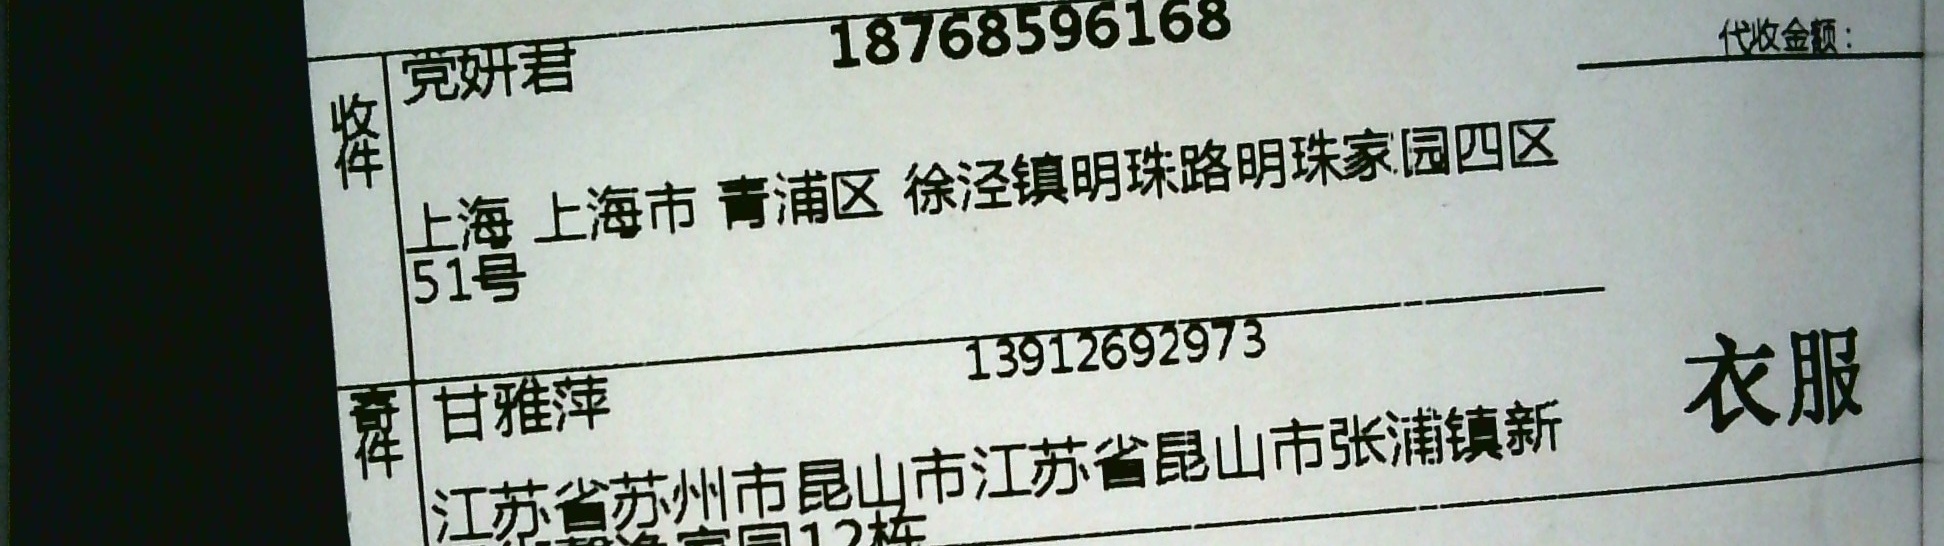 18768596168
代收金额:
党妍君
收件
上海 上海市 青浦区 徐泾镇明珠路明珠家园四区
51号
13912692973
衣服
甘雅萍
寄件
江苏省苏州市昆山市江苏省昆山市张浦镇新
家园12栋